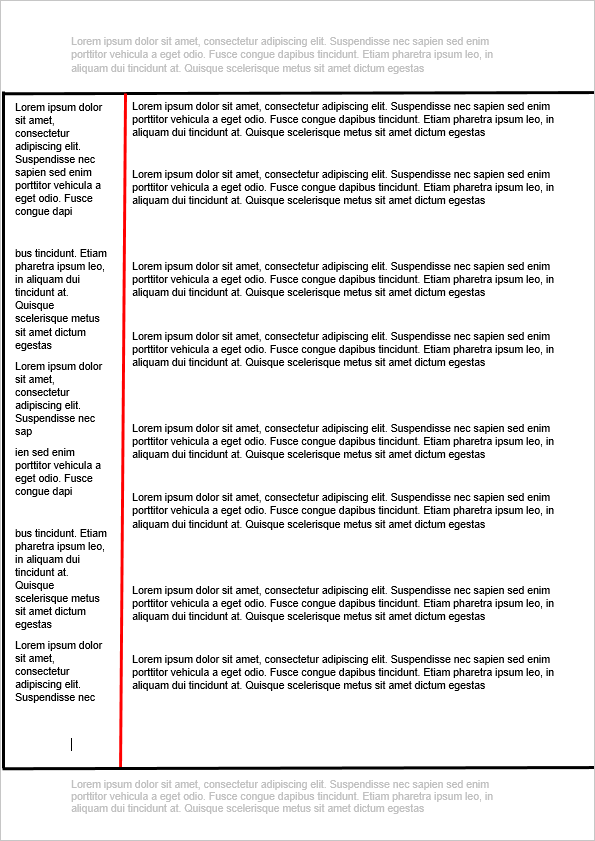 Lorem ipsum dolor sit amet, consectetur adipiscing elit. Suspendisse nec sapien sed enim
porttitor vehicula a eget odio. Fusce congue dapibus tincidunt. Etiam pharetra ipsum leo, in
aliquam dui tincidunt at. Quisque scelerisque metus sit amet dictum egestas
Lorem ipsum dolor
sit amet,
consectetur
adipiscing elit.
Suspendisse nec
sapien sed enim
porttitor vehicula a
eget odio. Fusce
congue dapi
bus tincidunt. Etiam
pharetra ipsum leo,
in aliquam dui
tincidunt at.
Quisque
scelerisque metus
sit amet dictum
egestas
Lorem ipsum dolor
sit amet,
consectetur
adipiscing elit.
Suspendisse nec
sap
ien sed enim
porttitor vehicula a
eget odio. Fusce
congue dapi
bus tincidunt. Etiam
pharetra ipsum leo,
in aliquam dui
tincidunt at.
Quisque
scelerisque metus
sit amet dictum
egestas
Lorem ipsum dolor
sit amet,
consectetur
adipiscing elit.
Suspendisse nec
Lorem ipsum dolor sit amet, consectetur adipiscing elit. Suspendisse nec sapien sed enim
porttitor vehicula a eget odio. Fusce congue dapibus tincidunt. Etiam pharetra ipsum leo, in
aliquam dui tincidunt at. Quisque scelerisque metus sit amet dictum egestas
Lorem ipsum dolor sit amet, consectetur adipiscing elit. Suspendisse nec sapien sed enim
porttitor vehicula a eget odio. Fusce congue dapibus tincidunt. Etiam pharetra ipsum leo, in
aliquam dui tincidunt at. Quisque scelerisque metus sit amet dictum egestas
Lorem ipsum dolor sit amet, consectetur adipiscing elit. Suspendisse nec sapien sed enim
porttitor vehicula a eget odio. Fusce congue dapibus tincidunt. Etiam pharetra ipsum leo, in
aliquam dui tincidunt at. Quisque scelerisque metus sit amet dictum egestas
Lorem ipsum dolor sit amet, consectetur adipiscing elit. Suspendisse nec sapien sed enim
porttitor vehicula a eget odio. Fusce congue dapibus tincidunt. Etiam pharetra ipsum leo, in
aliquam dui tincidunt at. Quisque scelerisque metus sit amet dictum egestas
Lorem ipsum dolor sit amet, consectetur adipiscing elit. Suspendisse nec sapien sed enim
porttitor vehicula a eget odio. Fusce congue dapibus tincidunt. Etiam pharetra ipsum leo, in
aliquam dui tincidunt at. Quisque scelerisque metus sit amet dictum egestas
Lorem ipsum dolor sit amet, consectetur adipiscing elit. Suspendisse nec sapien sed enim
porttitor vehicula a eget odio. Fusce congue dapibus tincidunt. Etiam pharetra ipsum leo, in
aliquam dui tincidunt at. Quisque scelerisque metus sit amet dictum egestas
Lorem ipsum dolor sit amet, consectetur adipiscing elit. Suspendisse nec sapien sed enim
porttitor vehicula a eget odio. Fusce congue dapibus tincidunt. Etiam pharetra ipsum leo, in
aliquam dui tincidunt at. Quisque scelerisque metus sit amet dictum egestas
Lorem ipsum dolor sit amet, consectetur adipiscing elit. Suspendisse nec sapien sed enim
porttitor vehicula a eget odio. Fusce congue dapibus tincidunt. Etiam pharetra ipsum leo, in
aliquam dui tincidunt at. Quisque scelerisque metus sit amet dictum egestas
Lorem ipsum dolor sit amet, consectetur adipiscing elit. Suspendisse nec sapien sed enim
porttitor vehicula a eget odio. Fusce congue dapibus tincidunt. Etiam pharetra ipsum leo, in
aliquam dui tincidunt at. Quisque scelerisque metus sit amet dictum egestas